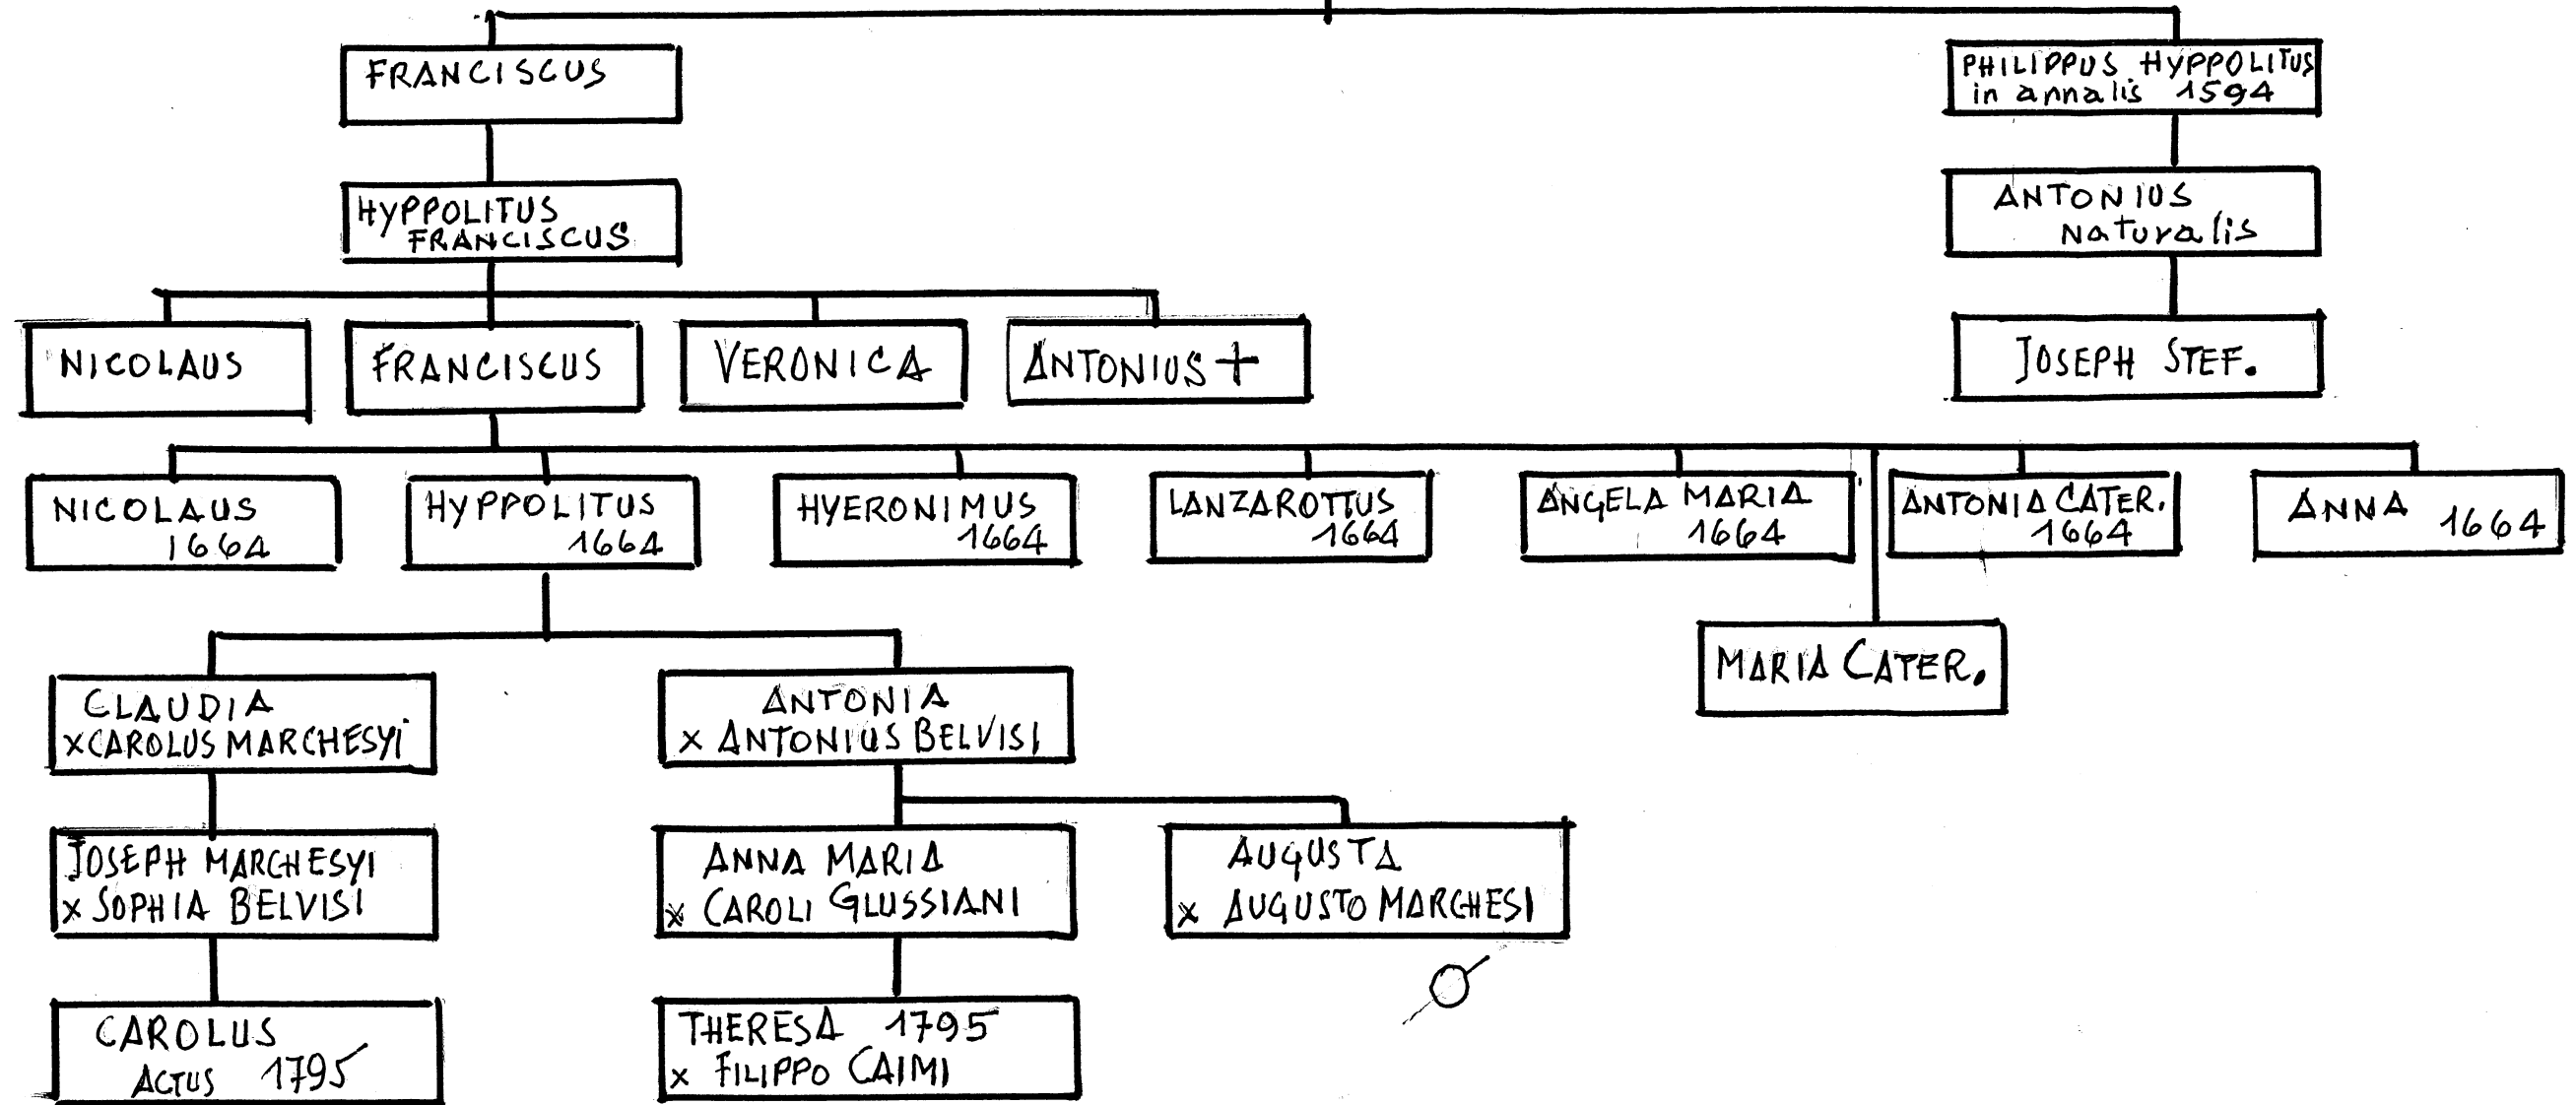 FRANCISCUS
PHILIPPUS HYPPOLITUS
in annalis 1594
HYPPOLITUS
FRANCISCUS
ANTONIUS
Naturalis
NICOLAUS
FRANCISCUS
VERONICA
ANTONIUS +
JOSEPH STEF.
NICOLAUS
1664
HYPPOLITUS
1664
HYERONIMUS
1664
LANZAROTTUS
1664
ANGELA MARIA
1664
ANTONIA CATER.
1664
ANNA 1664
MARIA CATER.
CLAUDIA
x CAROLUS MARCHESYI
ANTONIA
x ANTONIUS BELVISI
JOSEPH MARCHESYI
x SOPHIA BELVISI
ANNA MARIA
x CAROLI GLUSSIANI
AUGUSTA
x AUGUSTO MARCHESI
CAROLUS
ACTUS 1795
THERESA 1795
x FILIPPO CAIMI